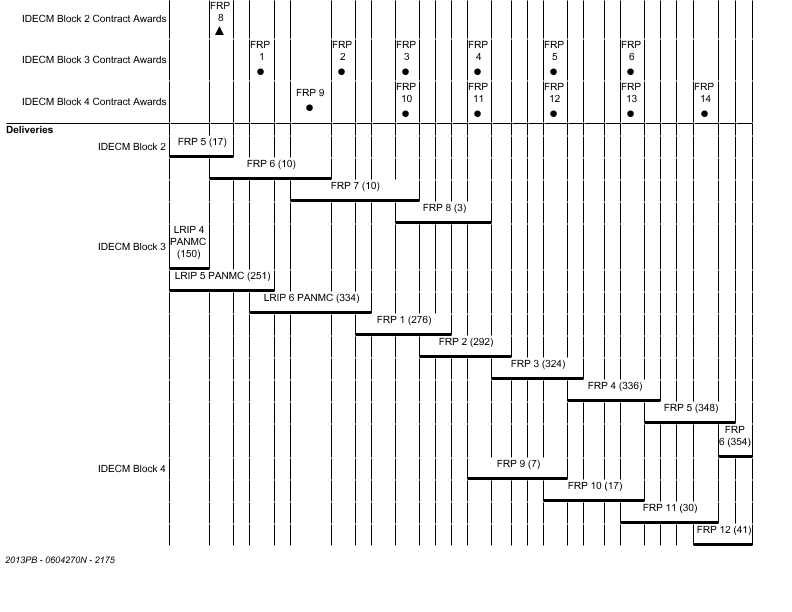 FRP
8
IDECM Block 2 Contract Awards
FRP
1
FRP
2
FRP
3
FRP
4
FRP
5
FRP
6
IDECM Block 3 Contract Awards
FRP 9
FRP
10
FRP
11
FRP
12
FRP
13
FRP
14
IDECM Block 4 Contract Awards
Deliveries
IDECM Block 2
FRP 5 (17)
FRP 6 (10)
FRP 7 (10)
FRP 8 (3)
IDECM Block 3
LRIP 4
PANMC
(150)
LRIP 5 PANMC (251)
LRIP 6 PANMC (334)
FRP 1 (276)
FRP 2 (292)
FRP 3 (324)
FRP 4 (336)
FRP 5 (348)
FRP
6 (354)
IDECM Block 4
FRP 9 (7)
FRP 10 (17)
FRP 11 (30)
FRP 12 (41)
2013PB - 0604270N - 2175